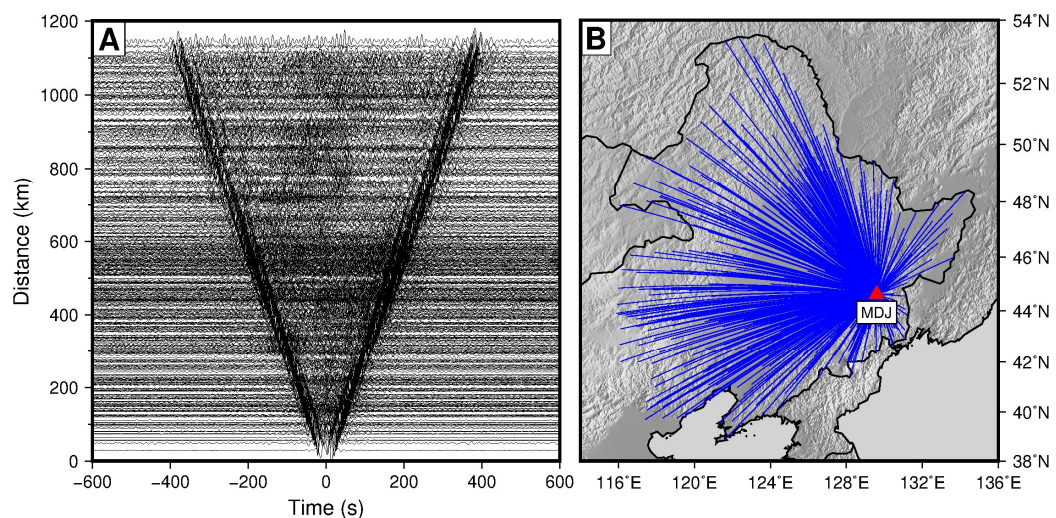 A
1200
1000
800
600
400
200
0
Distance (km)
−600
−400
−200
0
200
400
600
Time (s)
B
MDJ
54˚N
52˚N
50˚N
48˚N
46˚N
44˚N
42˚N
40˚N
38˚N
116˚E
120˚E
124˚E
128˚E
132˚E
136˚E